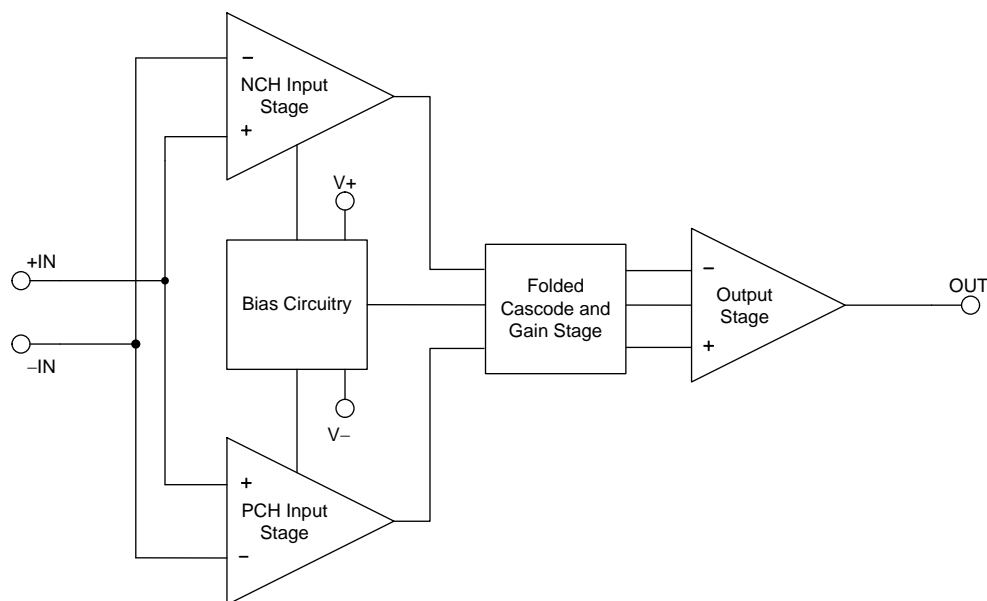 −
NCH Input
Stage
+
V+
+IN
Bias Circuitry
−IN
V−
Folded
Cascode and
Gain Stage
−
Output
Stage
+
OUT
+
PCH Input
Stage
−